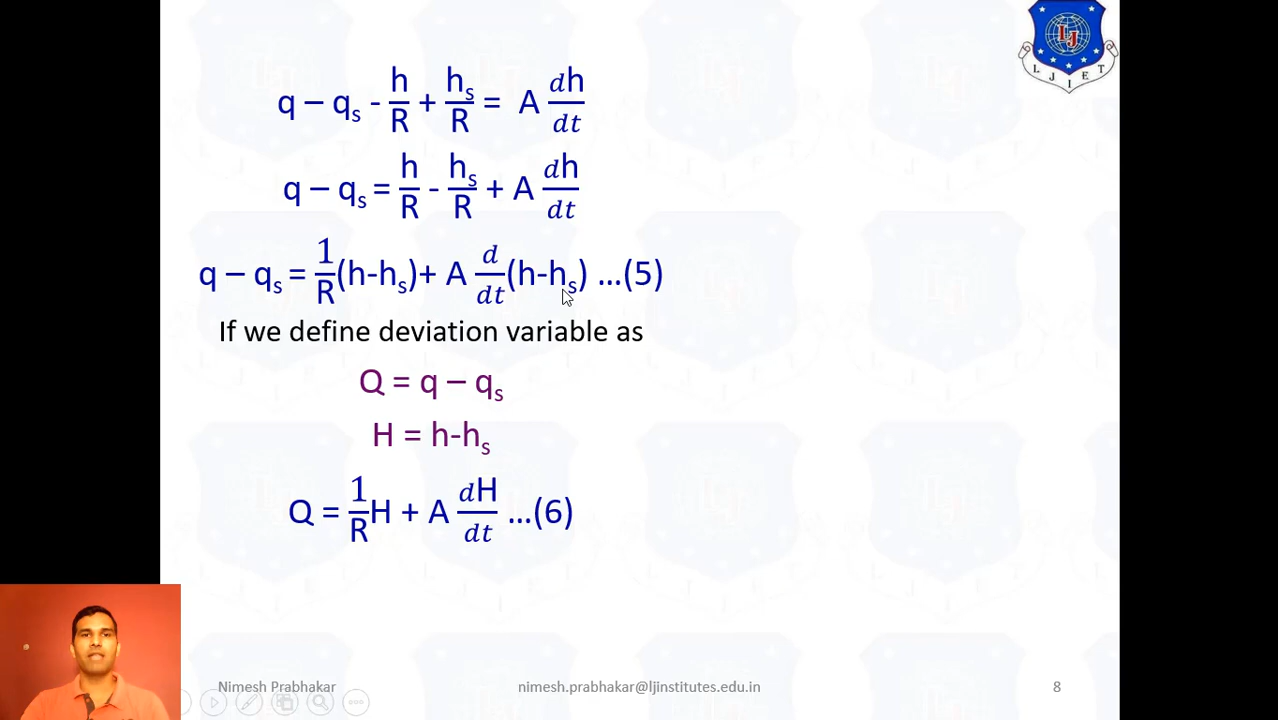 LJ
L J I E T
q – qₛ - h/R + hₛ/R = A dh/dt
q – qₛ = h/R - hₛ/R + A dh/dt
q – qₛ = 1/R(h-hₛ)+ A d/dt(h-hₛ) ...(5)
If we define deviation variable as
Q = q – qₛ
H = h-hₛ
Q = 1/R H + A dH/dt ...(6)
Nimesh Prabhakar nimesh.prabhakar@ljinstitutes.edu.in 8